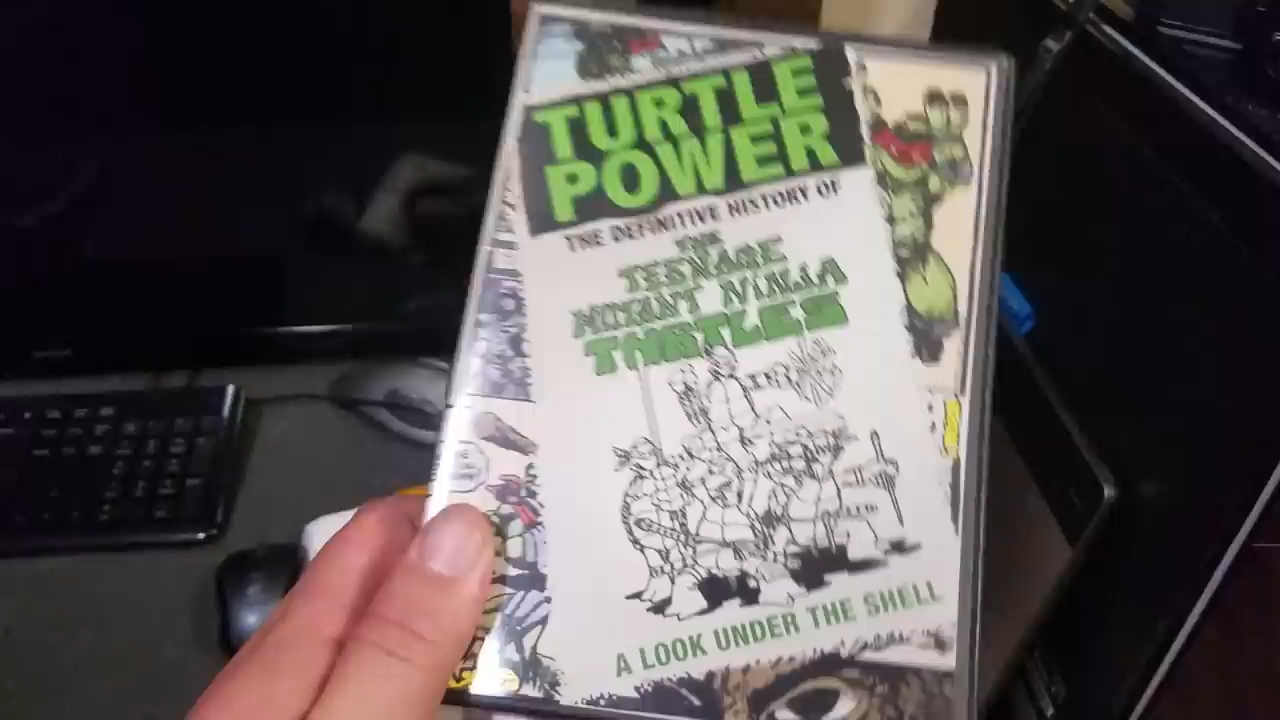 TURTLE
POWER
THE DEFINITIVE HISTORY OF
THE
TEENAGE
MUTANT NINJA
TURTLES
A LOOK UNDER THE SHELL